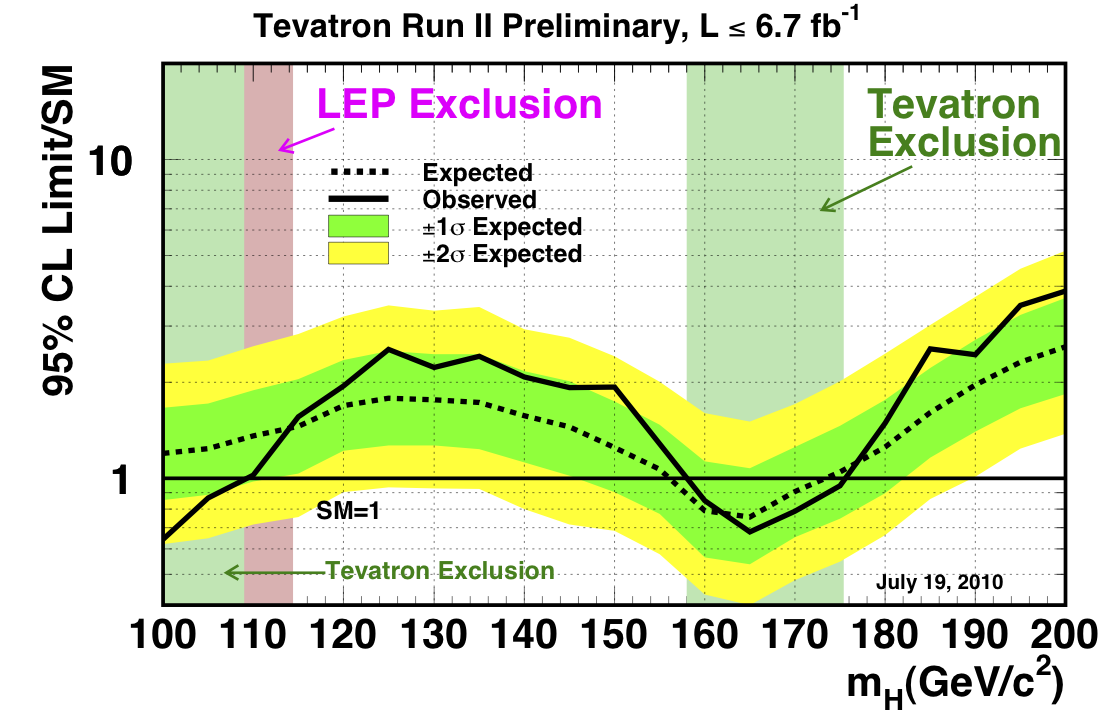 Tevatron Run II Preliminary, L ≤ 6.7 fb⁻¹
95% CL Limit/SM
10
1
LEP Exclusion
Tevatron
Exclusion
Expected
Observed
±1σ Expected
±2σ Expected
SM=1
Tevatron Exclusion
July 19, 2010
100 110 120 130 140 150 160 170 180 190 200
m_H(GeV/c²)